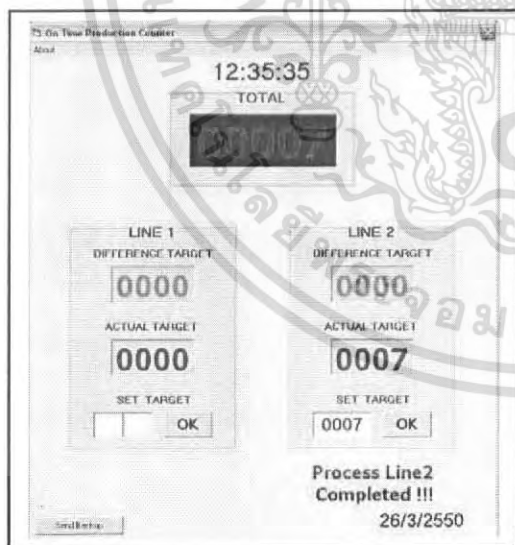 On Time Production Counter
About
12:35:35
TOTAL
00007
LINE 1
DIFFERENCE TARGET
0000
ACTUAL TARGET
0000
SET TARGET
OK
LINE 2
DIFFERENCE TARGET
0000
ACTUAL TARGET
0007
SET TARGET
0007 OK
Process Line2
Completed !!!
26/3/2550